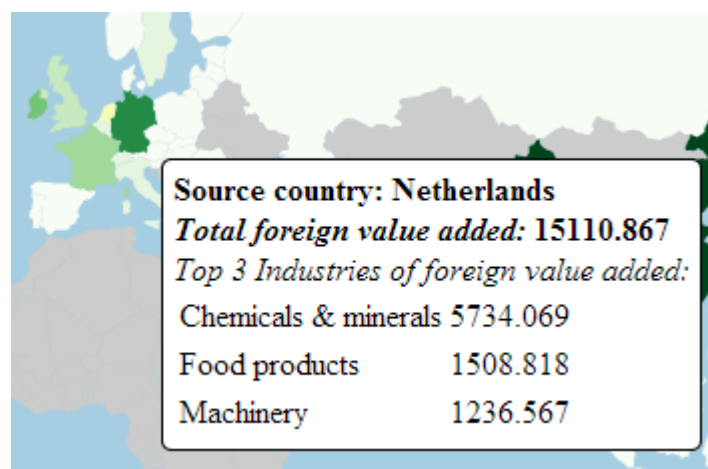 Source country: Netherlands
Total foreign value added: 15110.867
Top 3 Industries of foreign value added:
Chemicals & minerals 5734.069
Food products 1508.818
Machinery 1236.567